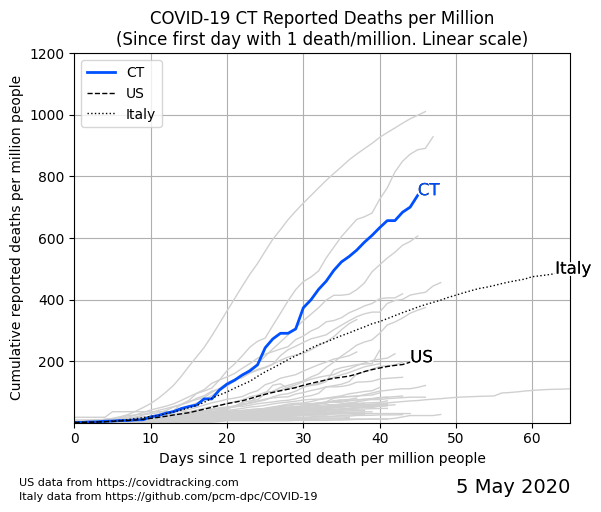 COVID-19 CT Reported Deaths per Million
(Since first day with 1 death/million. Linear scale)
Cumulative reported deaths per million people
1200
1000
800
600
400
200
CT
US
Italy
CT
Italy
US
0 10 20 30 40 50 60
Days since 1 reported death per million people
US data from https://covidtracking.com
Italy data from https://github.com/pcm-dpc/COVID-19
5 May 2020